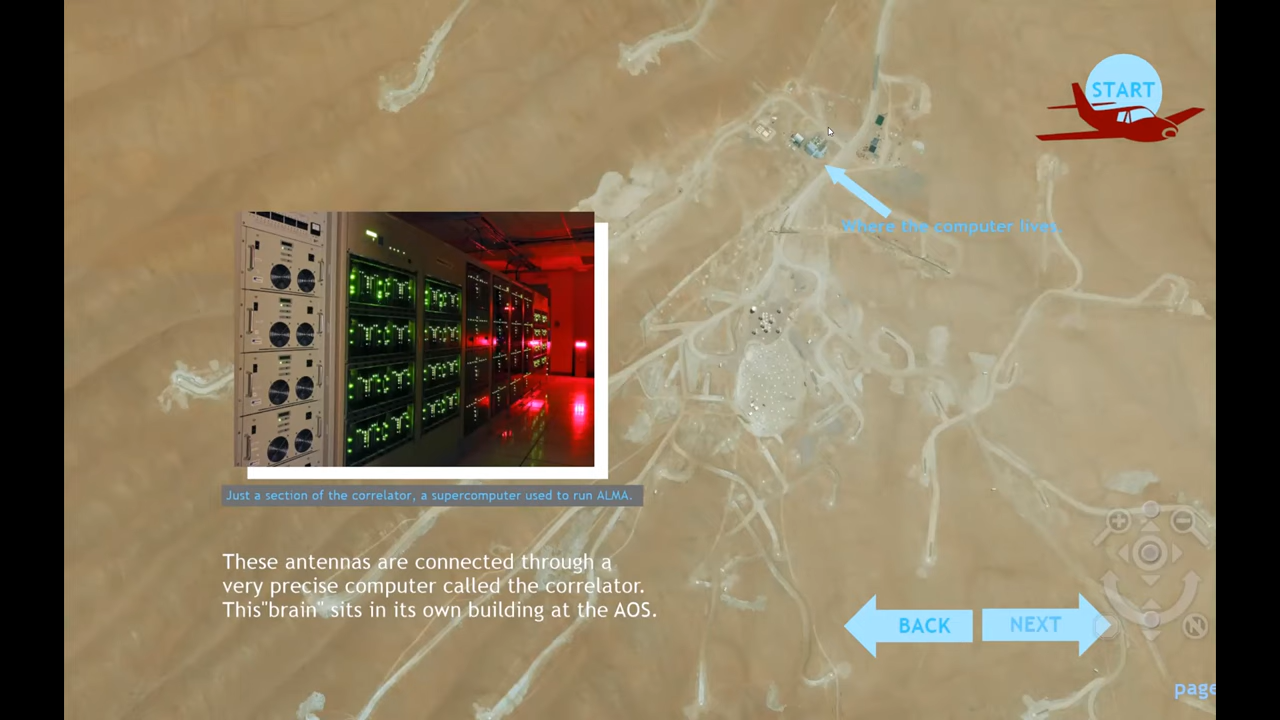 START
Where the computer lives.
Just a section of the correlator, a supercomputer used to run ALMA.
These antennas are connected through a
very precise computer called the correlator.
This"brain" sits in its own building at the AOS.
BACK
NEXT
N
page